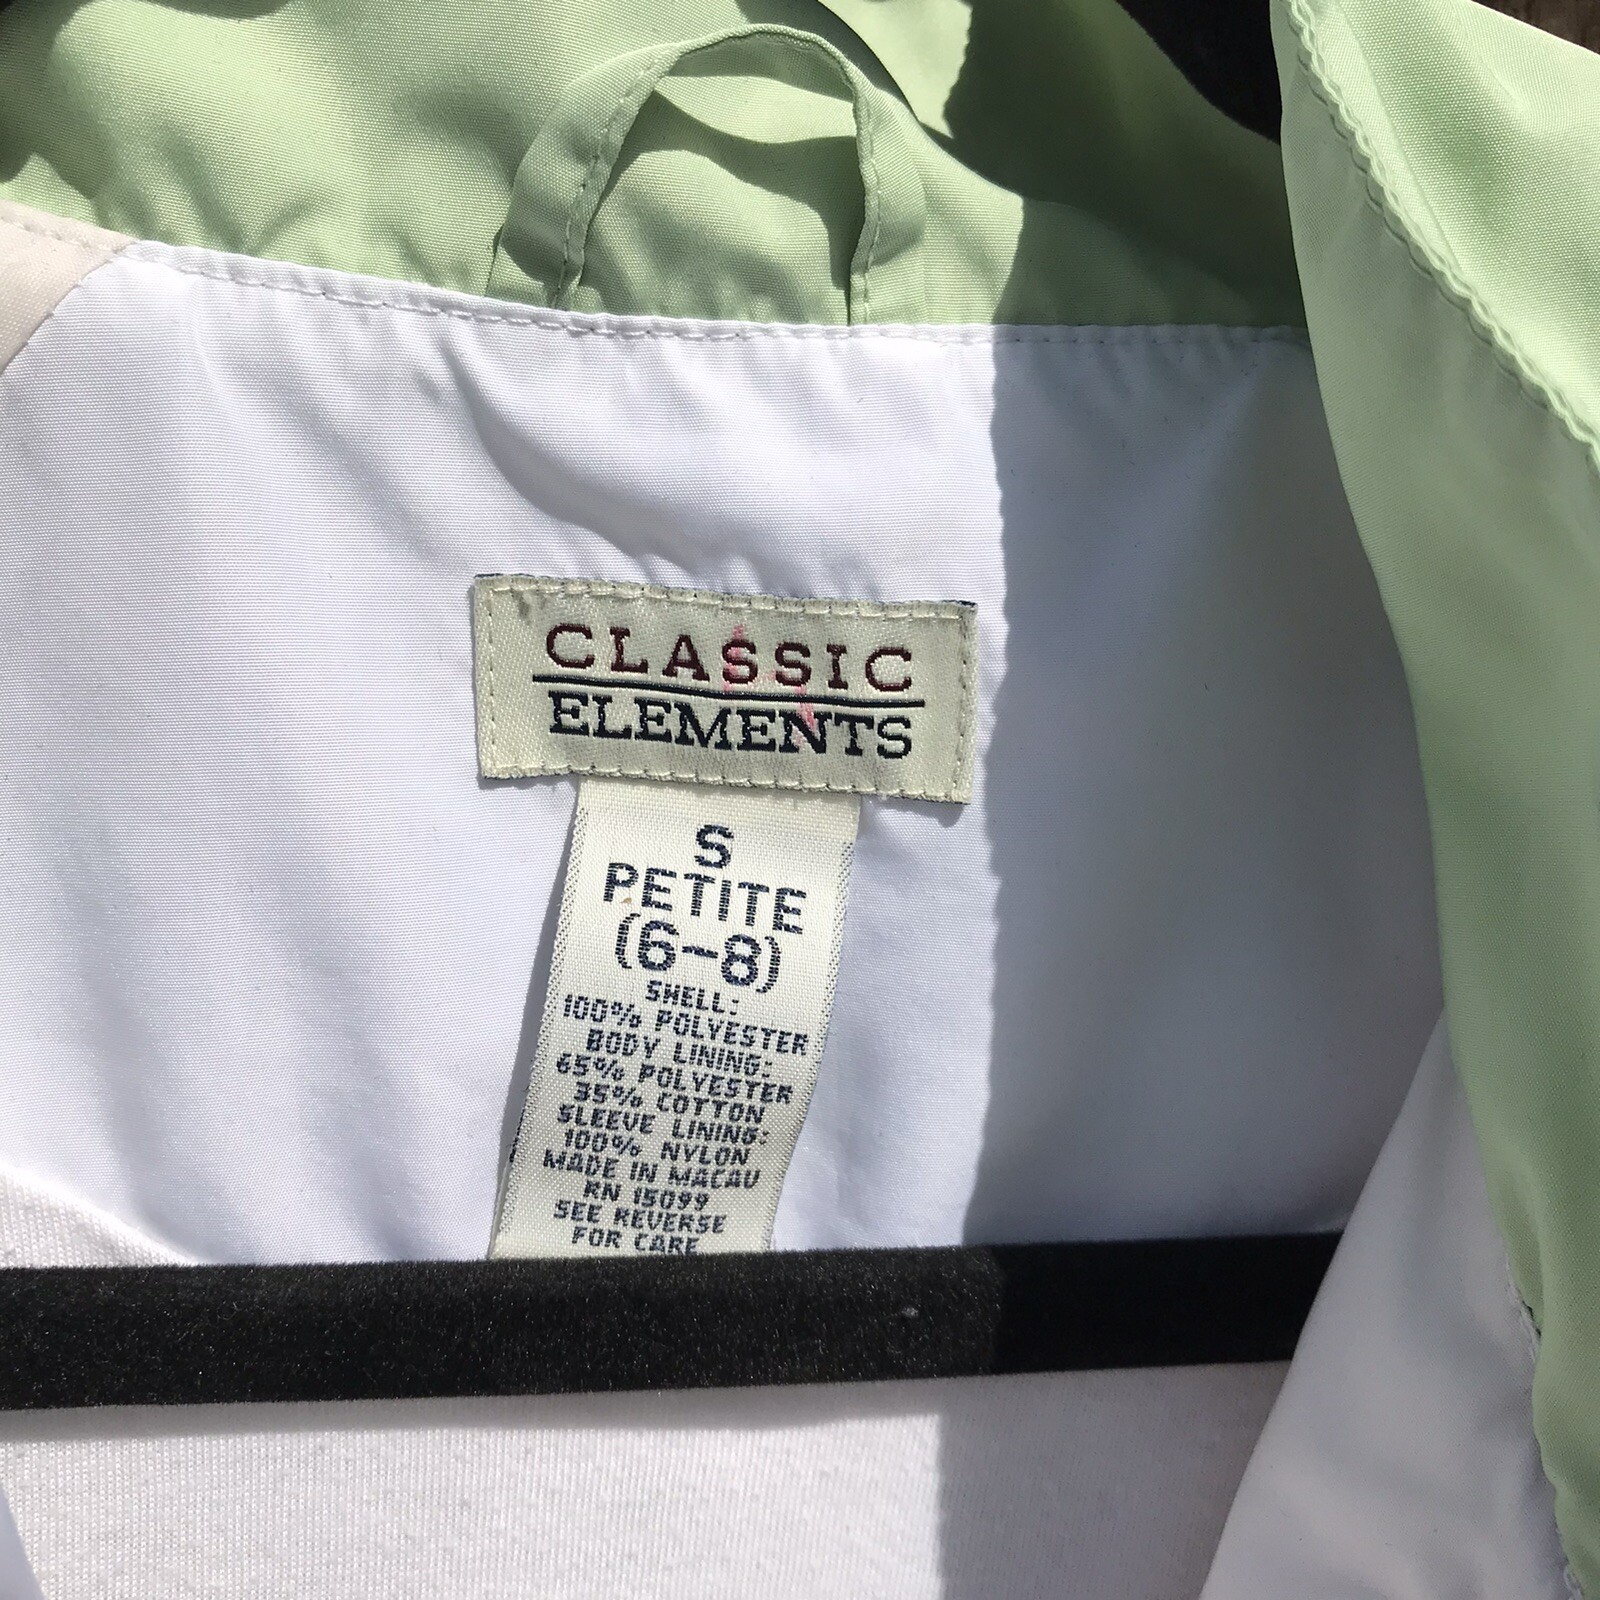 CLASSIC
ELEMENTS
S
PETITE
(6-8)
SHELL:
100% POLYESTER
BODY LINING:
65% POLYESTER
35% COTTON
SLEEVE LINING:
100% NYLON
MADE IN MACAU
RN 15099
SEE REVERSE
FOR CARE